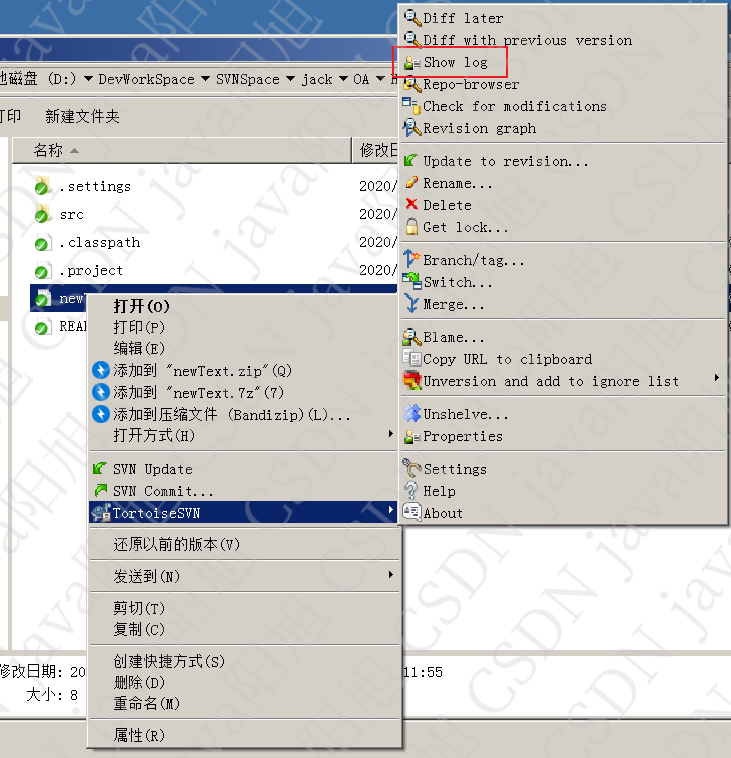 Diff later
Diff with previous version
Show log
Repo-browser
Check for modifications
Revision graph
Update to revision...
Rename...
Delete
Get lock...
Branch/tag...
Switch...
Merge...
Blame...
Copy URL to clipboard
Unversion and add to ignore list
Unshelve...
Properties
Settings
Help
About
地磁盘 (D:) DevWorkSpace SVNSpace jack OA
打印 新建文件夹
名称 修改日
.settings 2020/
src 2020/
.classpath 2020/
.project 2020/
new
REA
打开(O)
打印(P)
编辑(E)
添加到 "newText.zip"(Q)
添加到 "newText.7z"(7)
添加到压缩文件 (Bandizip)(L)...
打开方式(H)
SVN Update
SVN Commit...
TortoiseSVN
还原以前的版本(V)
发送到(N)
剪切(T)
复制(C)
创建快捷方式(S)
删除(D)
重命名(M)
属性(R)
修改日期: 20 11:55
大小: 8
CSDN java